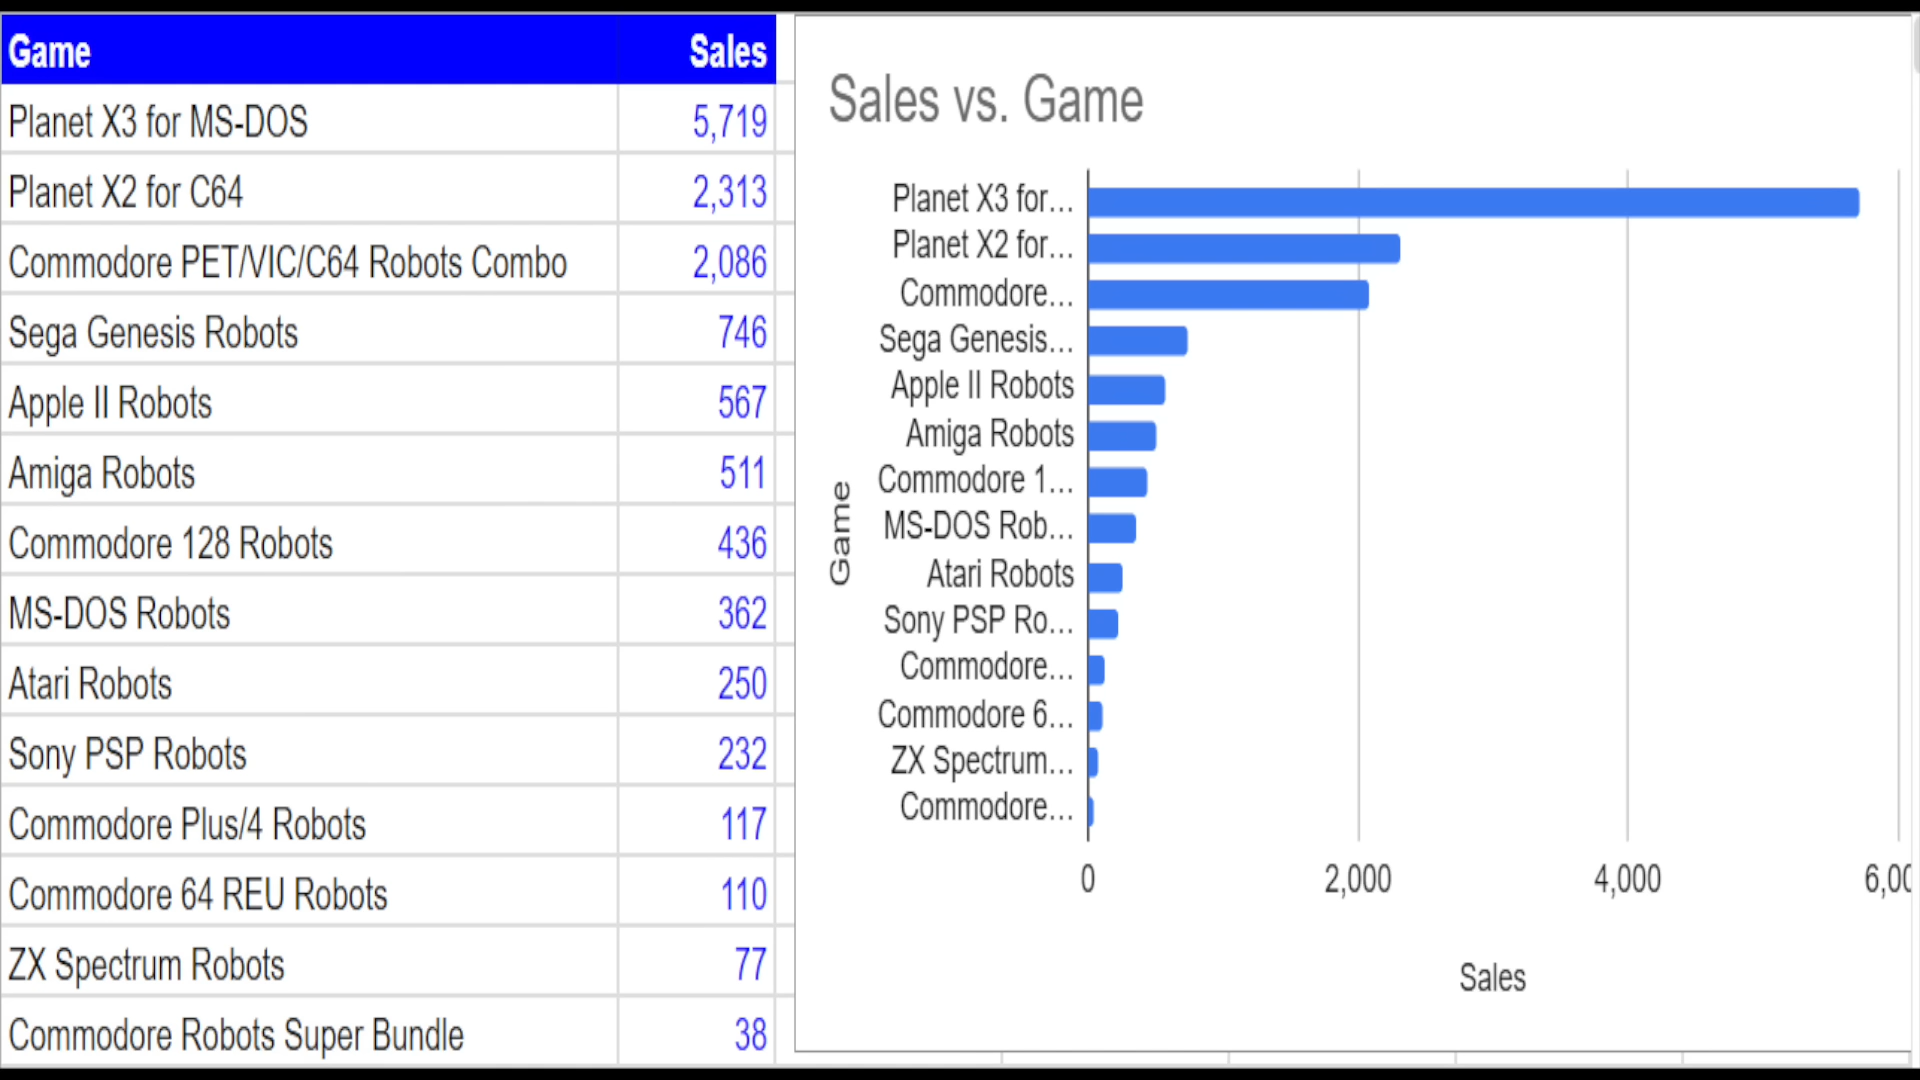 Game Sales
Planet X3 for MS-DOS 5,719
Planet X2 for C64 2,313
Commodore PET/VIC/C64 Robots Combo 2,086
Sega Genesis Robots 746
Apple II Robots 567
Amiga Robots 511
Commodore 128 Robots 436
MS-DOS Robots 362
Atari Robots 250
Sony PSP Robots 232
Commodore Plus/4 Robots 117
Commodore 64 REU Robots 110
ZX Spectrum Robots 77
Commodore Robots Super Bundle 38
Sales vs. Game
Game
Planet X3 for...
Planet X2 for...
Commodore...
Sega Genesis...
Apple II Robots
Amiga Robots
Commodore 1...
MS-DOS Rob...
Atari Robots
Sony PSP Ro...
Commodore...
Commodore 6...
ZX Spectrum...
Commodore...
0 2,000 4,000 6,00
Sales